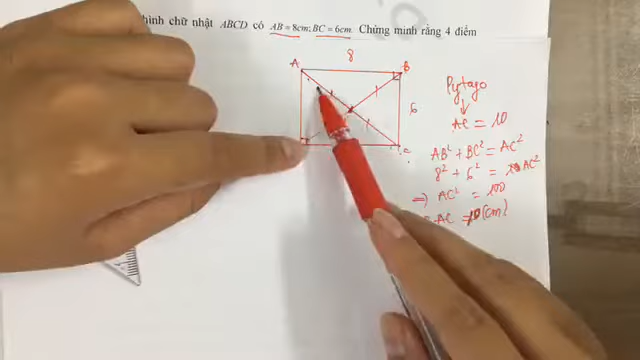 hình chữ nhật ABCD có AB = 8cm; BC = 6cm. Chứng minh rằng 4 điểm
8
A B
6
C
Pytago
↓
AC = 10
AB² + BC² = AC²
8² + 6² = AC²
⇒ AC² = 100
AC = 10 (cm)